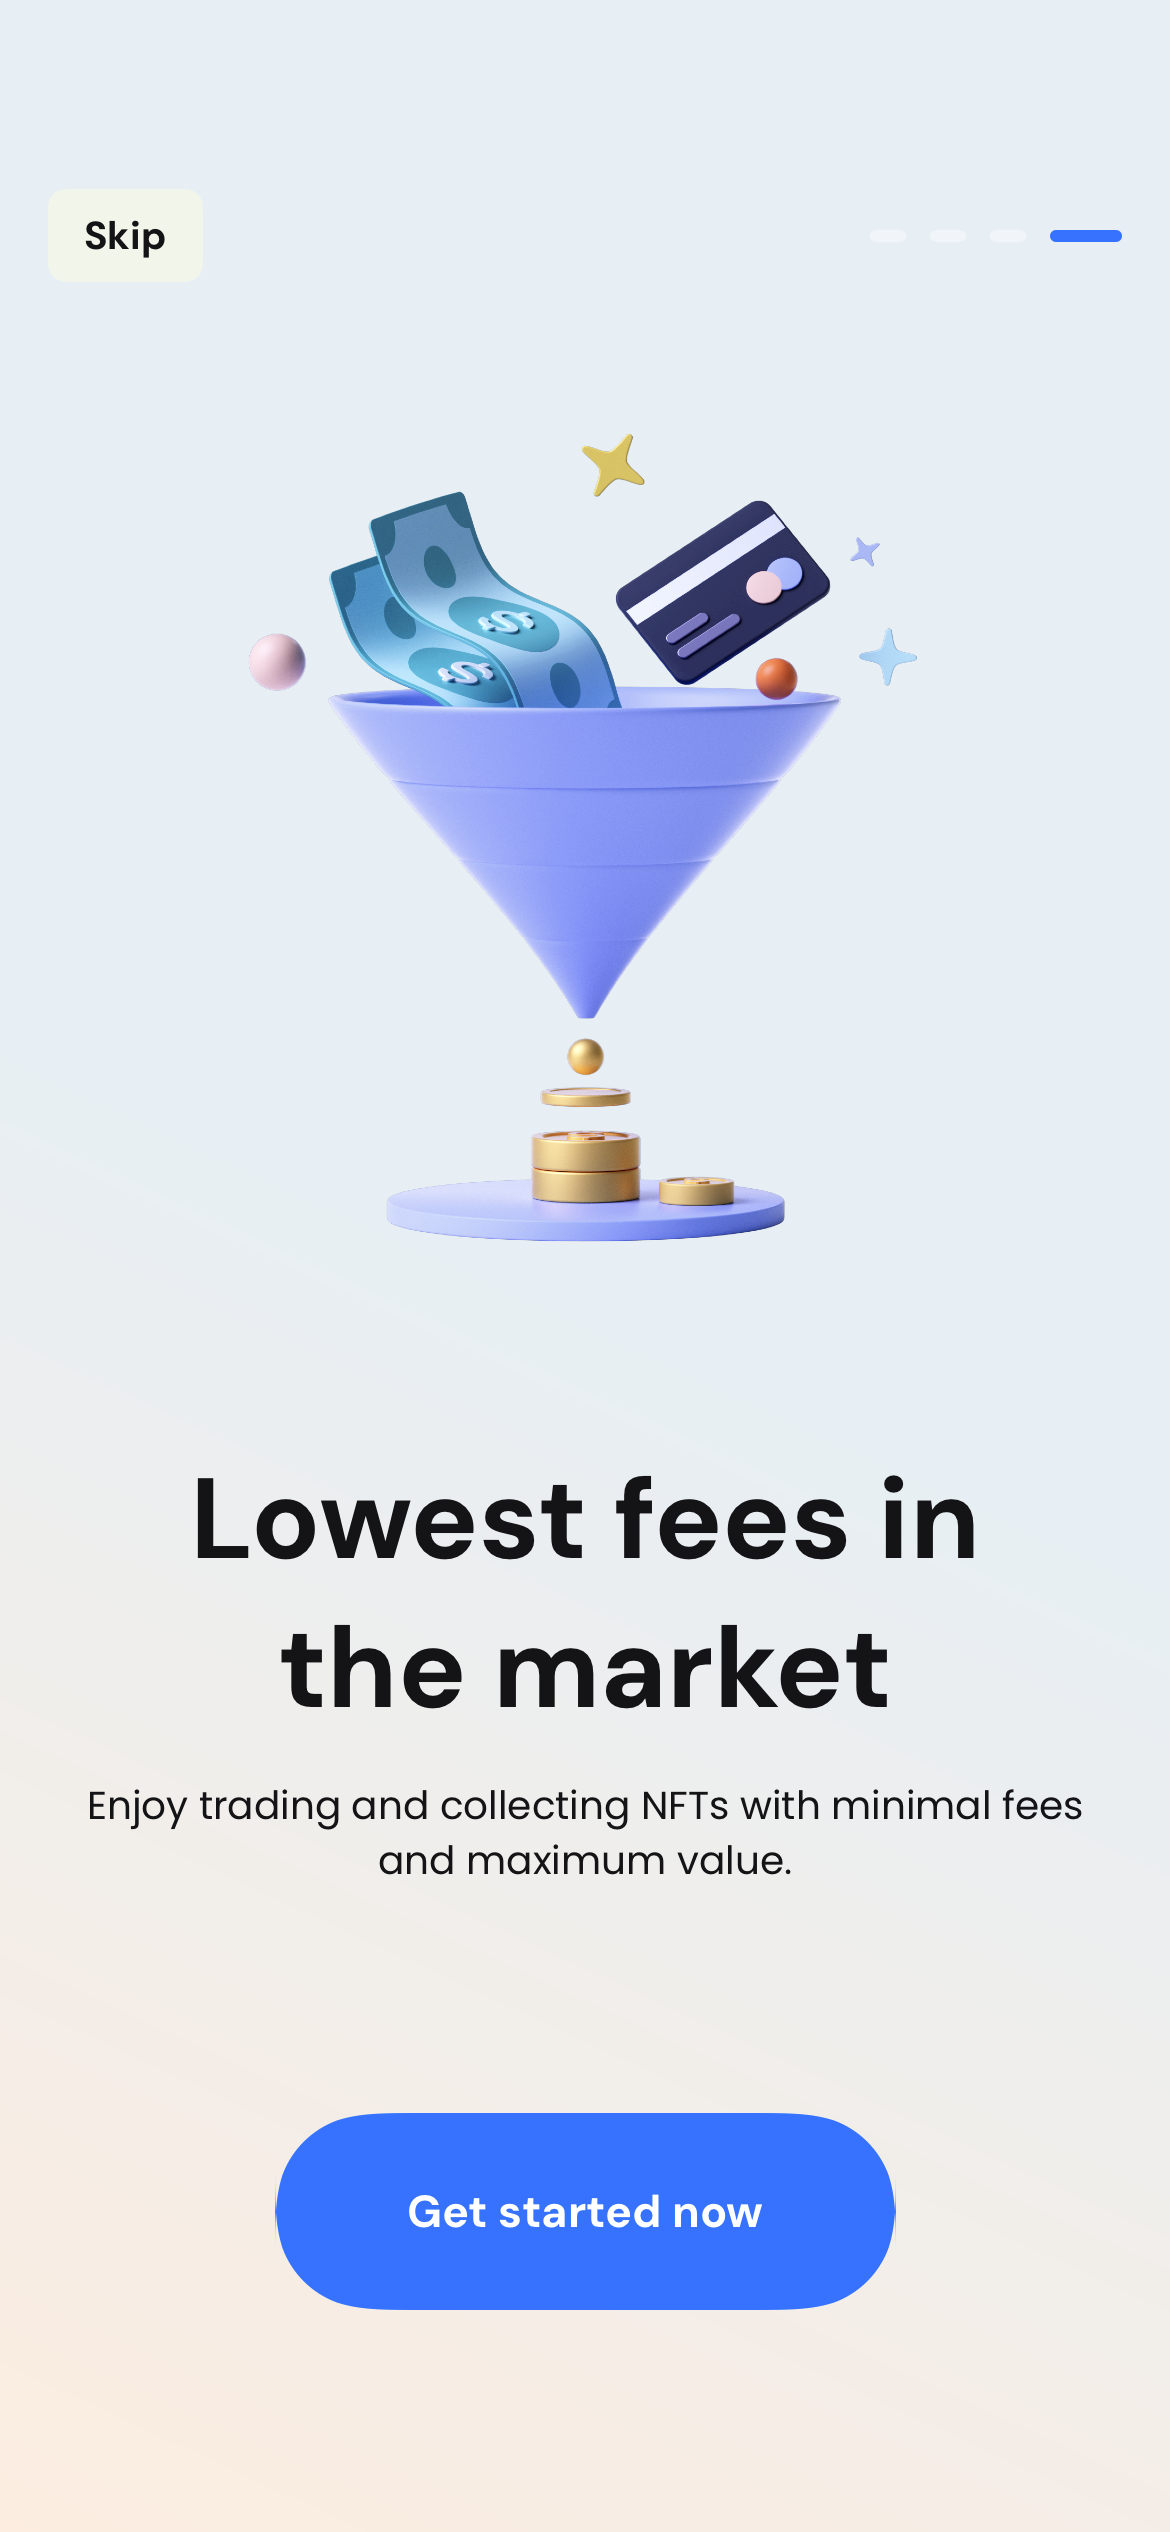 Skip
$
$
Lowest fees in
the market
Enjoy trading and collecting NFTs with minimal fees
and maximum value.
Get started now